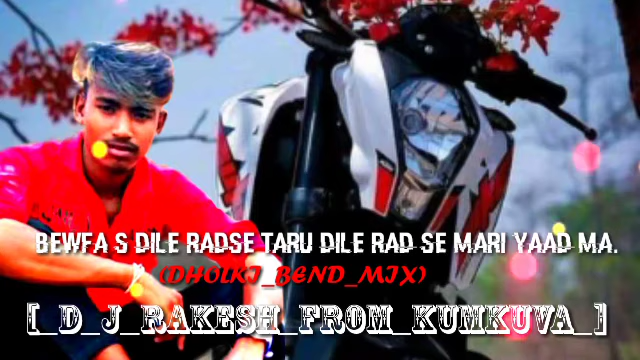 BEWFA S DILE RADSE TARU DILE RAD SE MARI YAAD MA.
(DHOLKI_BEND_MIX)
[_D_J_RAKESH_FROM_KUMKUVA_]